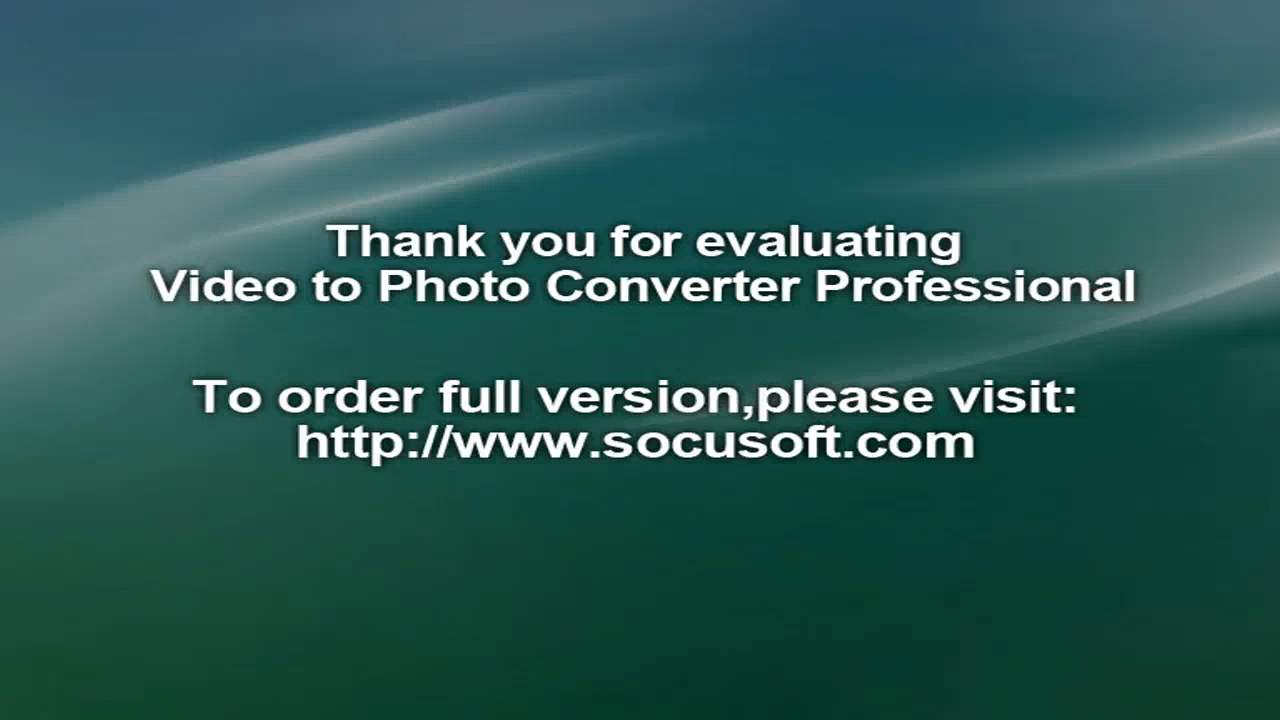 Thank you for evaluating
Video to Photo Converter Professional
To order full version,please visit:
http://www.socusoft.com